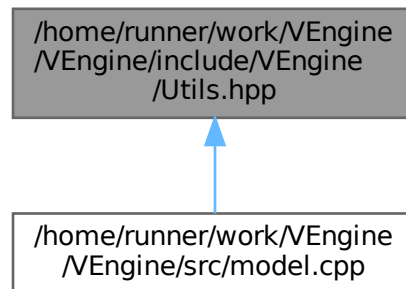 /home/runner/work/VEngine
/VEngine/include/VEngine
/Utils.hpp
/home/runner/work/VEngine
/VEngine/src/model.cpp